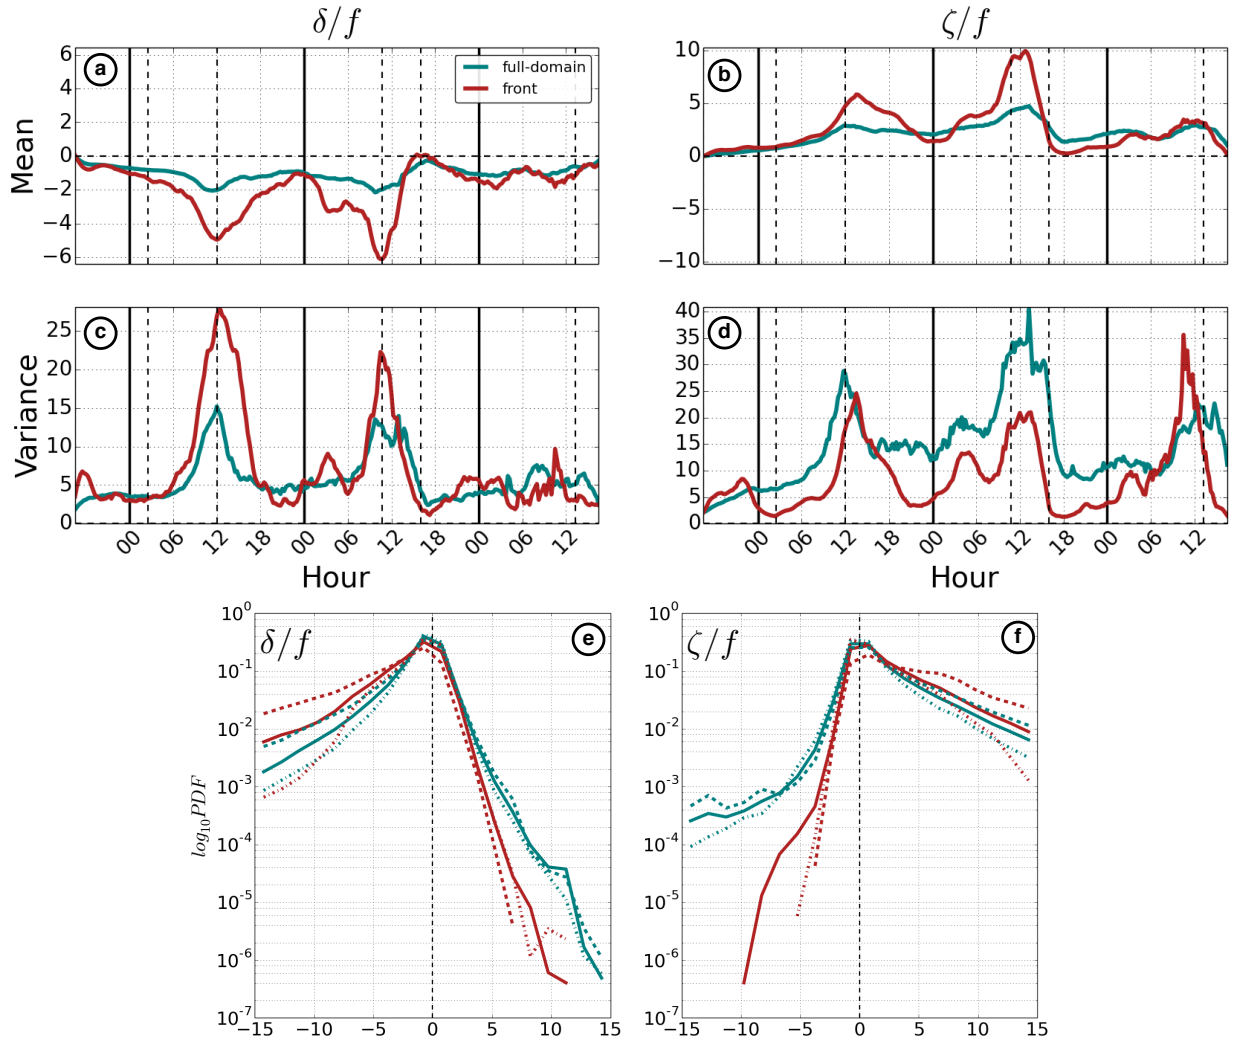 δ/f
ζ/f
Mean
6
4
2
0
−2
−4
−6
a
full-domain
front
10
5
0
−5
−10
b
Variance
25
20
15
10
5
0
c
40
35
30
25
20
15
10
5
0
d
00 06 12 18 00 06 12 18 00 06 12
00 06 12 18 00 06 12 18 00 06 12
Hour
Hour
log₁₀PDF
10⁰
10⁻¹
10⁻²
10⁻³
10⁻⁴
10⁻⁵
10⁻⁶
10⁻⁷
δ/f
e
−15 −10 −5 0 5 10 15
10⁰
10⁻¹
10⁻²
10⁻³
10⁻⁴
10⁻⁵
10⁻⁶
10⁻⁷
ζ/f
f
−15 −10 −5 0 5 10 15